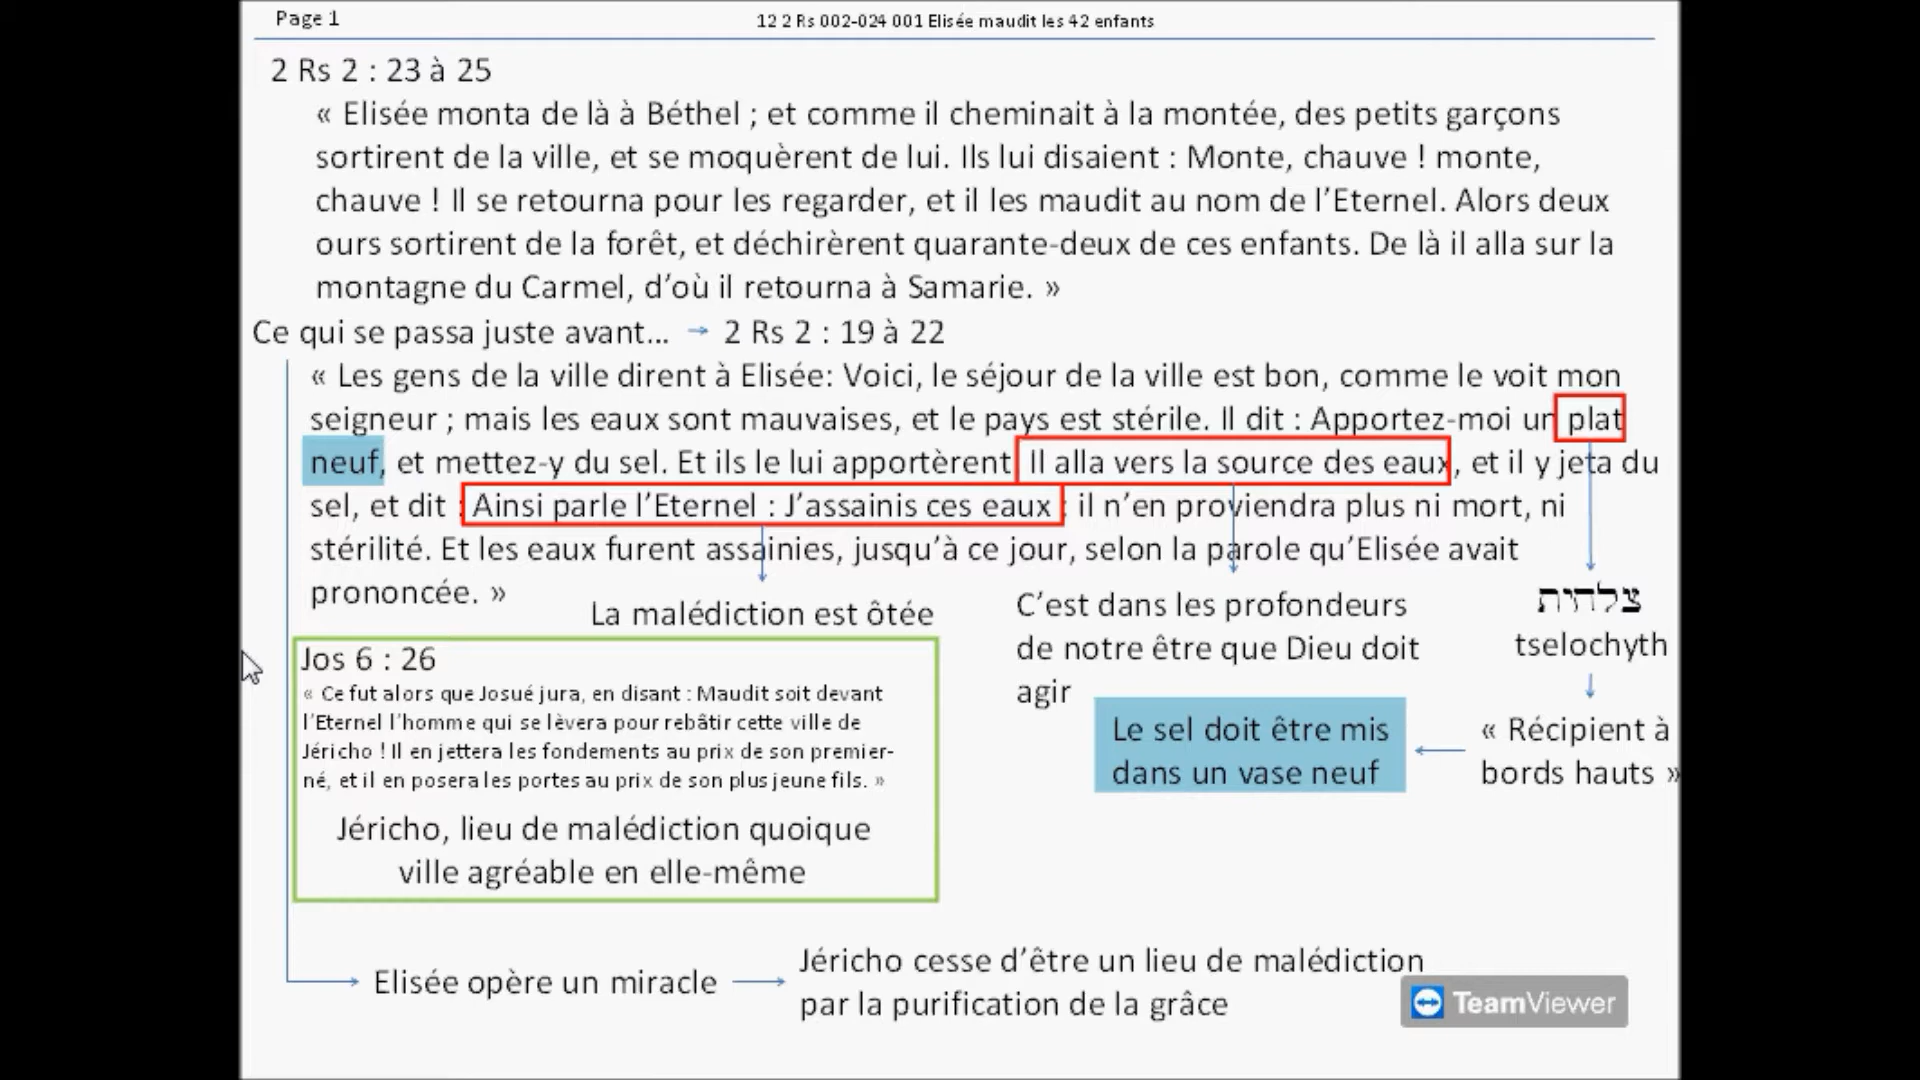 Page 1
12 2 Rs 002-024 001 Elisée maudit les 42 enfants
2 Rs 2 : 23 à 25
« Elisée monta de là à Béthel ; et comme il cheminait à la montée, des petits garçons
sortirent de la ville, et se moquèrent de lui. Ils lui disaient : Monte, chauve ! monte,
chauve ! Il se retourna pour les regarder, et il les maudit au nom de l’Eternel. Alors deux
ours sortirent de la forêt, et déchirèrent quarante-deux de ces enfants. De là il alla sur la
montagne du Carmel, d’où il retourna à Samarie. »
Ce qui se passa juste avant… → 2 Rs 2 : 19 à 22
« Les gens de la ville dirent à Elisée: Voici, le séjour de la ville est bon, comme le voit mon
seigneur ; mais les eaux sont mauvaises, et le pays est stérile. Il dit : Apportez-moi un plat
neuf, et mettez-y du sel. Et ils le lui apportèrent. Il alla vers la source des eaux, et il y jeta du
sel, et dit : Ainsi parle l’Eternel : J’assainis ces eaux ; il n’en proviendra plus ni mort, ni
stérilité. Et les eaux furent assainies, jusqu’à ce jour, selon la parole qu’Elisée avait
prononcée. »
La malédiction est ôtée
Jos 6 : 26
« Ce fut alors que Josué jura, en disant : Maudit soit devant
l’Eternel l’homme qui se lèvera pour rebâtir cette ville de
Jéricho ! Il en jettera les fondements au prix de son premier-
né, et il en posera les portes au prix de son plus jeune fils. »
Jéricho, lieu de malédiction quoique
ville agréable en elle-même
C’est dans les profondeurs
de notre être que Dieu doit
agir
צלהית
tselochyth
« Récipient à
bords hauts »
Le sel doit être mis
dans un vase neuf
Elisée opère un miracle
Jéricho cesse d’être un lieu de malédiction
par la purification de la grâce
TeamViewer